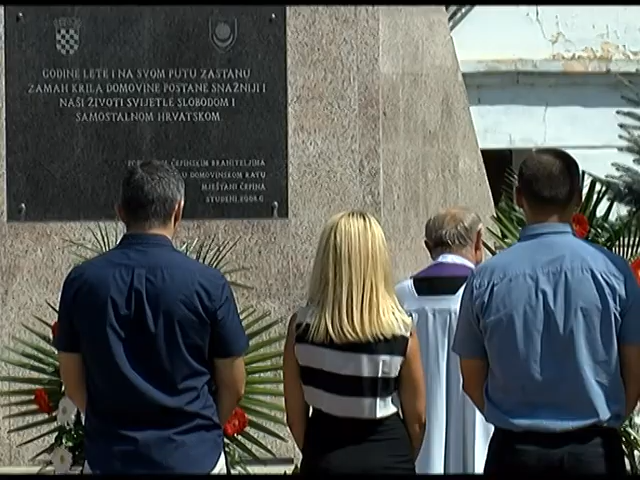 GODINE LETE I NA SVOM PUTU ZASTANU
ZAMAH KRILA DOMOVINE POSTANE SNAŽNIJI I
NAŠI ŽIVOTI SVIJETLE SLOBODOM I
SAMOSTALNOM HRVATSKOM
ČEPINSKIM BRANITELJIMA
U DOMOVINSKOM RATU
MJEŠTANI ČEPINA
STUDENI, 2008. G